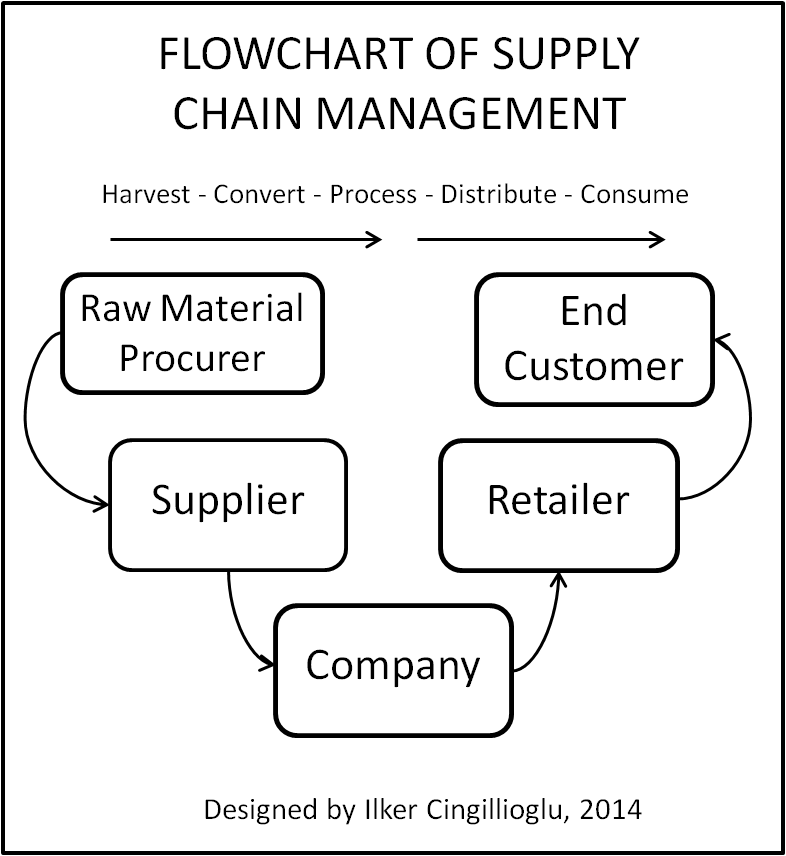 FLOWCHART OF SUPPLY
CHAIN MANAGEMENT
Harvest - Convert - Process - Distribute - Consume
Raw Material
Procurer
End
Customer
Supplier
Retailer
Company
Designed by Ilker Cingillioglu, 2014